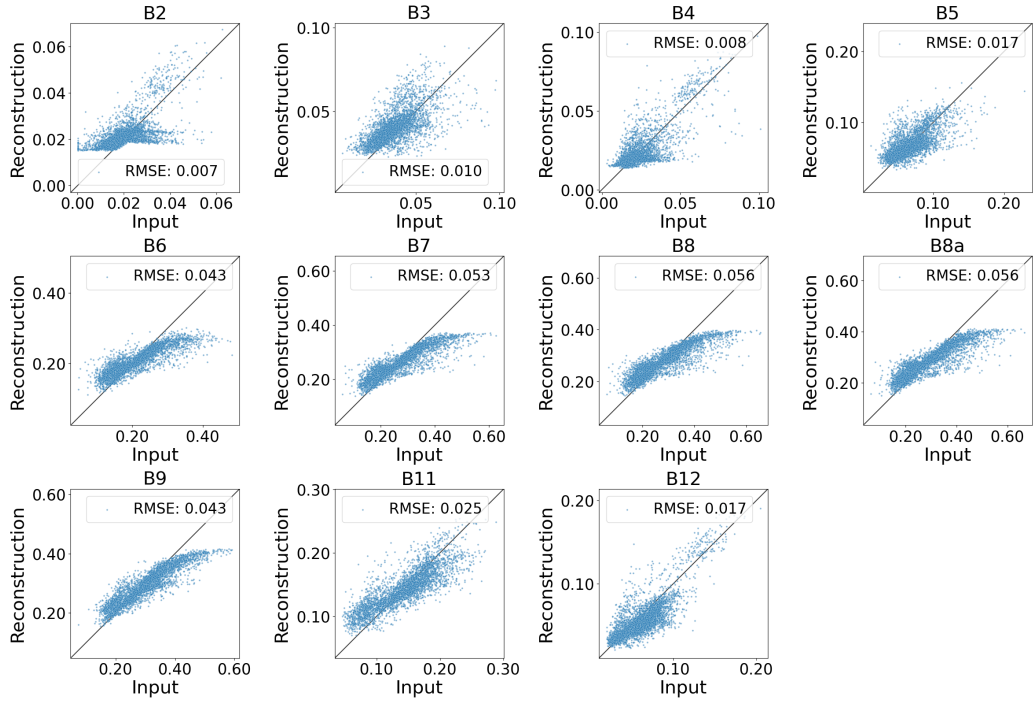 B2
Reconstruction
0.06
0.04
0.02
0.00
RMSE: 0.007
0.00 0.02 0.04 0.06
Input
B3
Reconstruction
0.10
0.05
RMSE: 0.010
0.05 0.10
Input
B4
Reconstruction
0.10
0.05
0.00
RMSE: 0.008
0.00 0.05 0.10
Input
B5
Reconstruction
0.20
0.10
RMSE: 0.017
0.10 0.20
Input
B6
Reconstruction
0.40
0.20
RMSE: 0.043
0.20 0.40
Input
B7
Reconstruction
0.60
0.40
0.20
RMSE: 0.053
0.20 0.40 0.60
Input
B8
Reconstruction
0.60
0.40
0.20
RMSE: 0.056
0.20 0.40 0.60
Input
B8a
Reconstruction
0.60
0.40
0.20
RMSE: 0.056
0.20 0.40 0.60
Input
B9
Reconstruction
0.60
0.40
0.20
RMSE: 0.043
0.20 0.40 0.60
Input
B11
Reconstruction
0.30
0.20
0.10
RMSE: 0.025
0.10 0.20 0.30
Input
B12
Reconstruction
0.20
0.10
RMSE: 0.017
0.10 0.20
Input